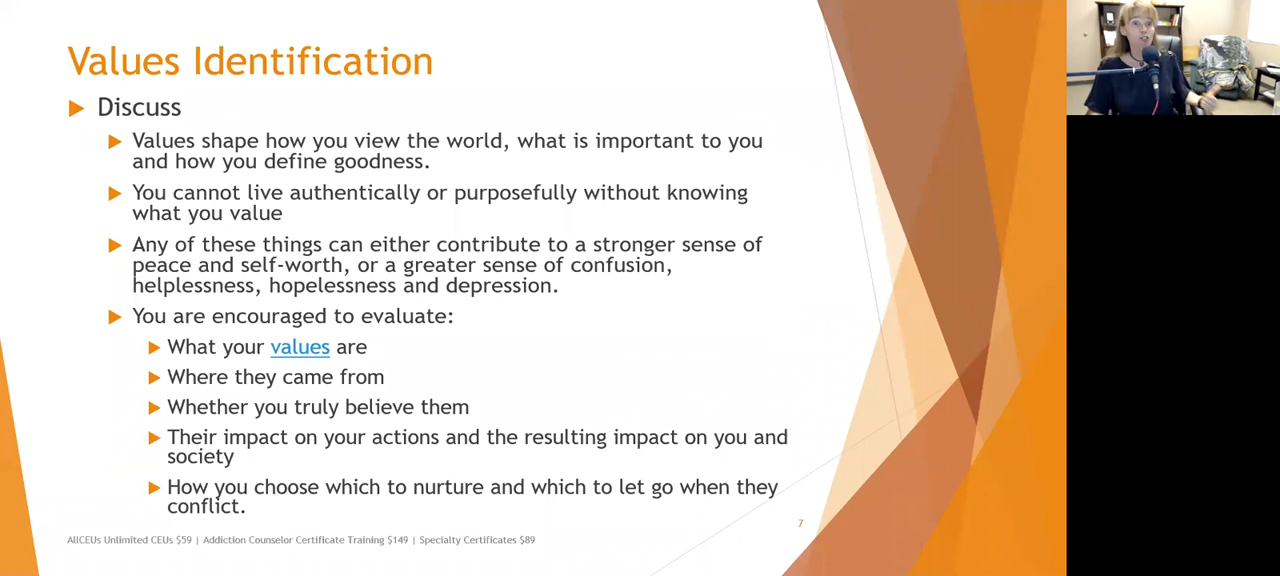 Values Identification
Discuss
Values shape how you view the world, what is important to you
and how you define goodness.
You cannot live authentically or purposefully without knowing
what you value
Any of these things can either contribute to a stronger sense of
peace and self-worth, or a greater sense of confusion,
helplessness, hopelessness and depression.
You are encouraged to evaluate:
What your values are
Where they came from
Whether you truly believe them
Their impact on your actions and the resulting impact on you and
society
How you choose which to nurture and which to let go when they
conflict.
7
AllCEUs Unlimited CEUs $59 | Addiction Counselor Certificate Training $149 | Specialty Certificates $89